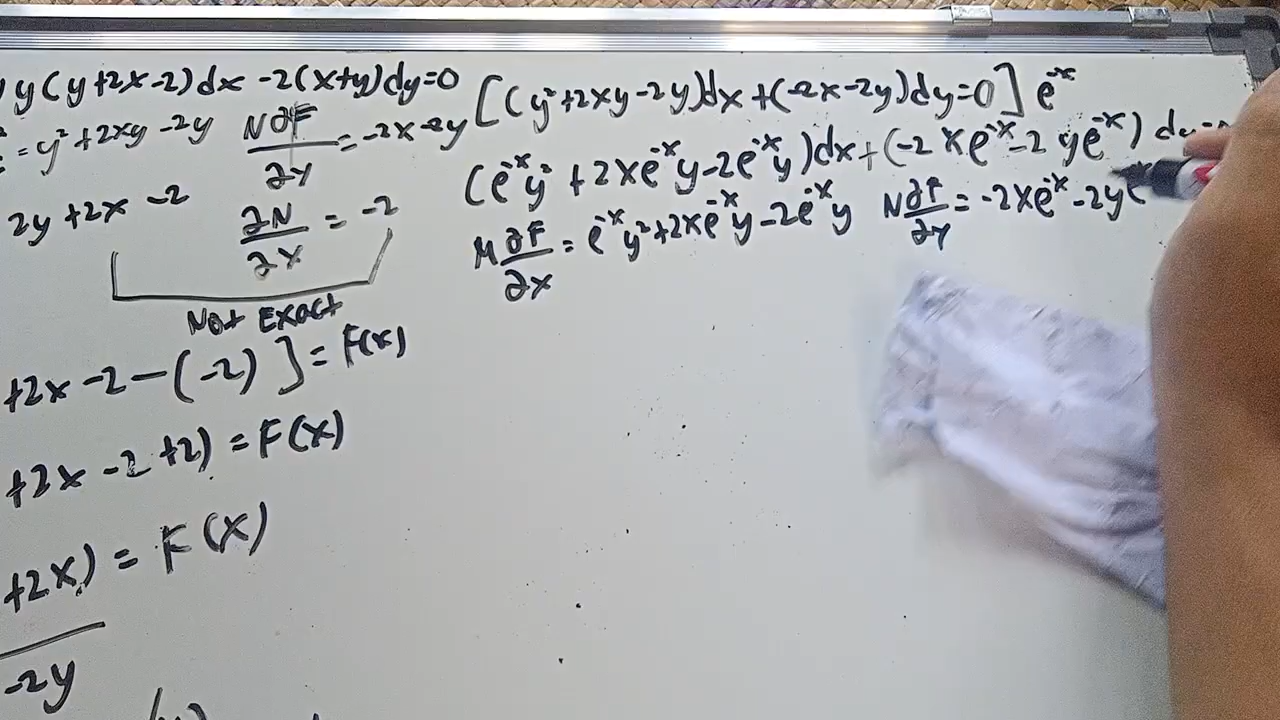 y(y+2x-2)dx -2(x+y)dy=0
= y² + 2xy - 2y   N ∂F/∂y = -2x-2y
2y + 2x - 2   ∂N/∂x = -2
Not Exact
+2x -2 -(-2)] = F(x)
+2x -2 +2) = F(x)
+2x) = F(x)
-2y
[(y²+2xy-2y)dx+(-2x-2y)dy=0] e^-x
(e^-x y² + 2xe^-x y - 2e^-x y)dx + (-2xe^-x - 2ye^-x) dy
M ∂F/∂x = e^-x y² + 2xe^-x y - 2e^-x y   N ∂F/∂y = -2xe^-x - 2ye